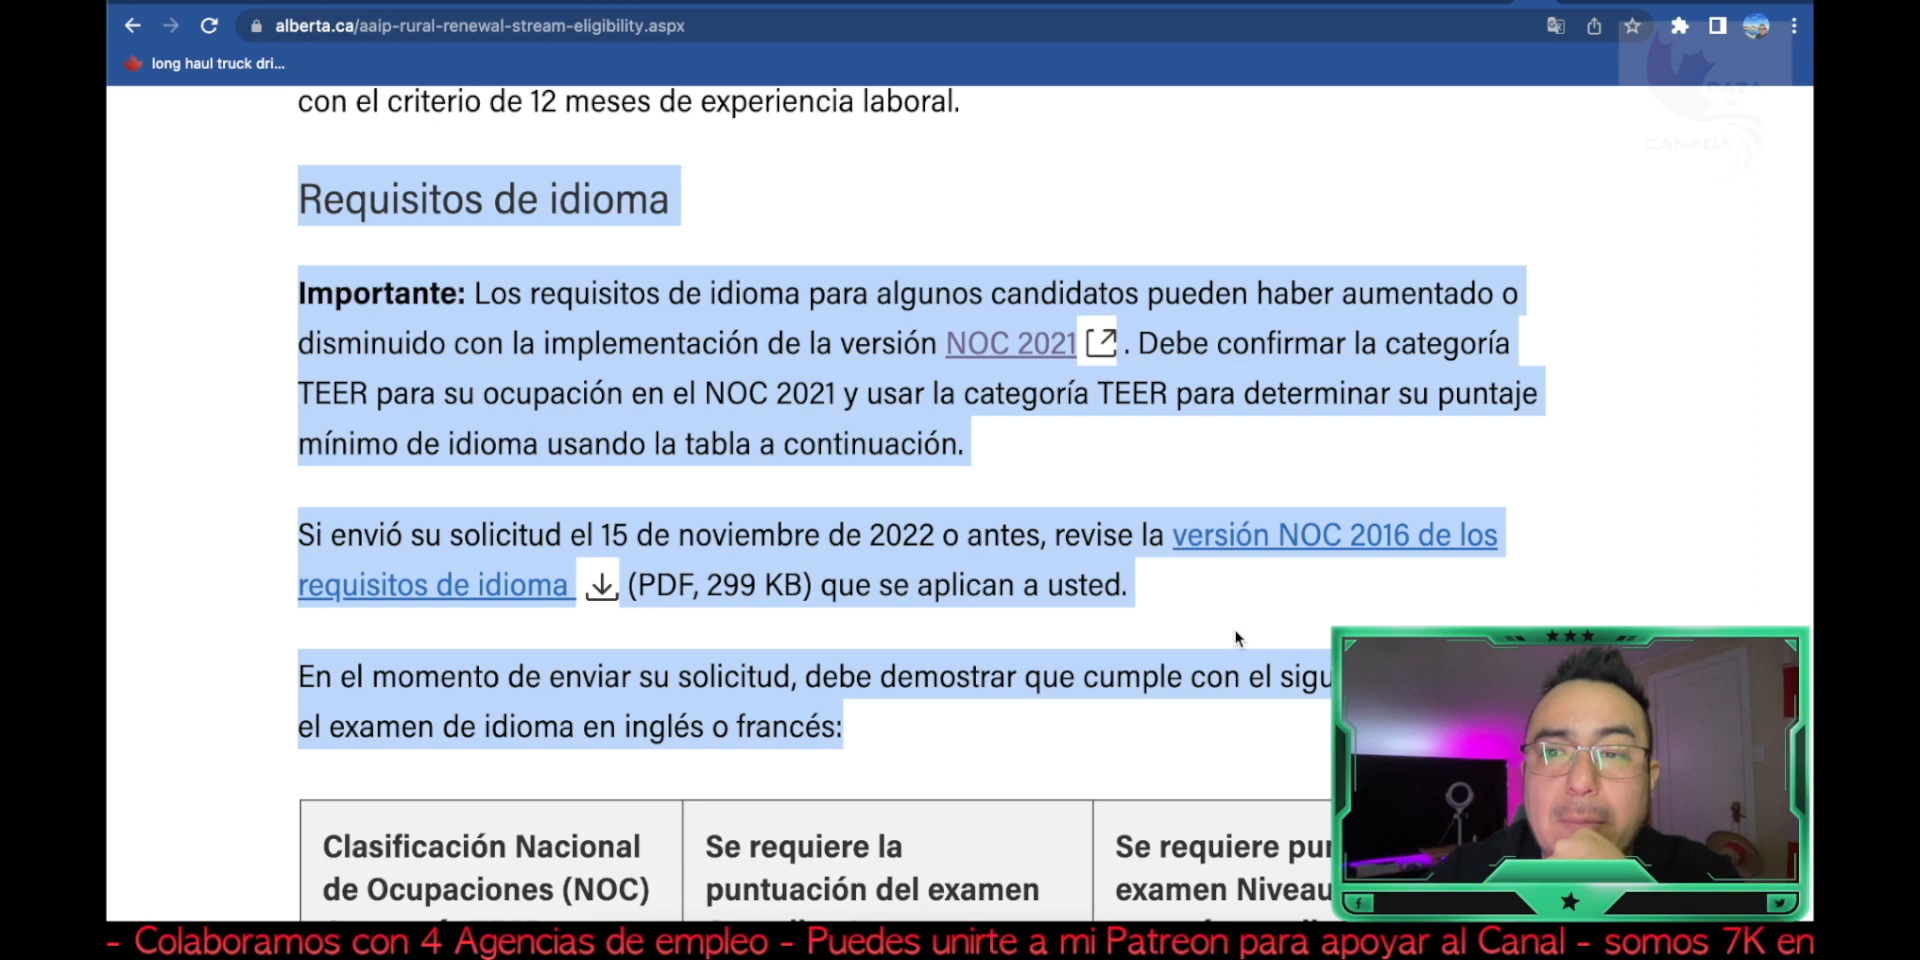 alberta.ca/aaip-rural-renewal-stream-eligibility.aspx
long haul truck dri...
con el criterio de 12 meses de experiencia laboral.
Requisitos de idioma
Importante: Los requisitos de idioma para algunos candidatos pueden haber aumentado o
disminuido con la implementación de la versión NOC 2021 . Debe confirmar la categoría
TEER para su ocupación en el NOC 2021 y usar la categoría TEER para determinar su puntaje
mínimo de idioma usando la tabla a continuación.
Si envió su solicitud el 15 de noviembre de 2022 o antes, revise la versión NOC 2016 de los
requisitos de idioma (PDF, 299 KB) que se aplican a usted.
En el momento de enviar su solicitud, debe demostrar que cumple con el sigu
el examen de idioma en inglés o francés:
Clasificación Nacional
de Ocupaciones (NOC)
Se requiere la
puntuación del examen
Se requiere pu
examen Niveau
CANADÁ
- Colaboramos con 4 Agencias de empleo - Puedes unirte a mi Patreon para apoyar al Canal - somos 7K en